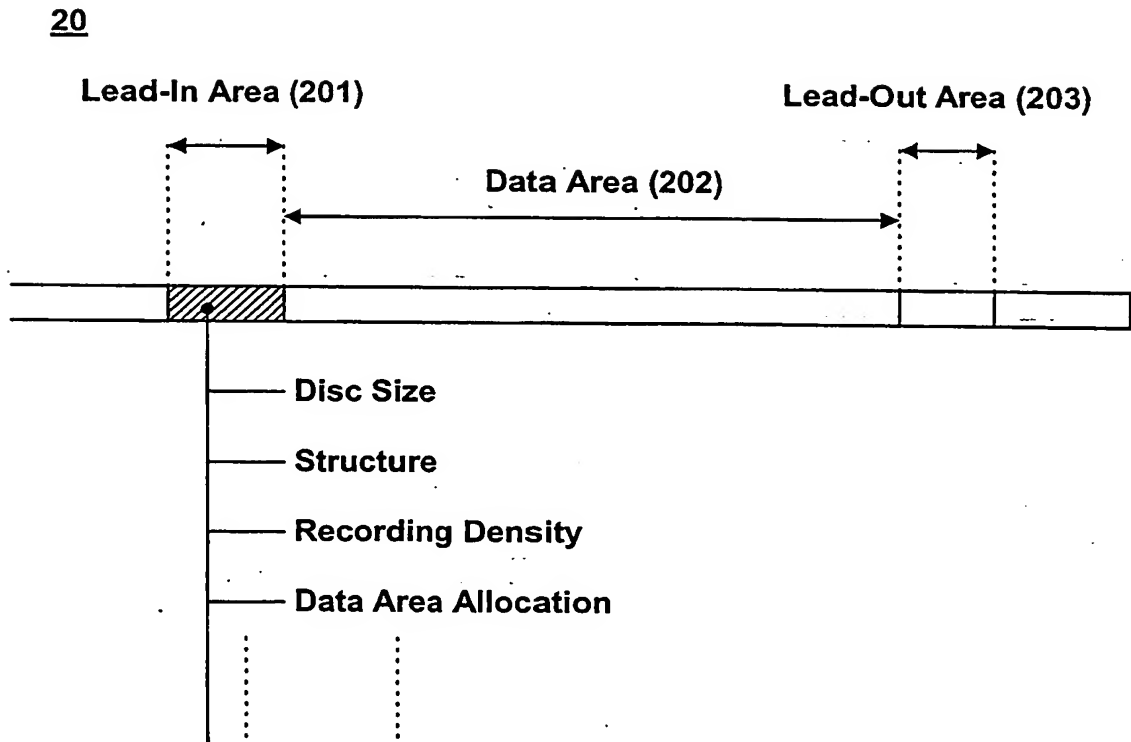 20
Lead-In Area (201)
Lead-Out Area (203)
Data Area (202)
Disc Size
Structure
Recording Density
Data Area Allocation